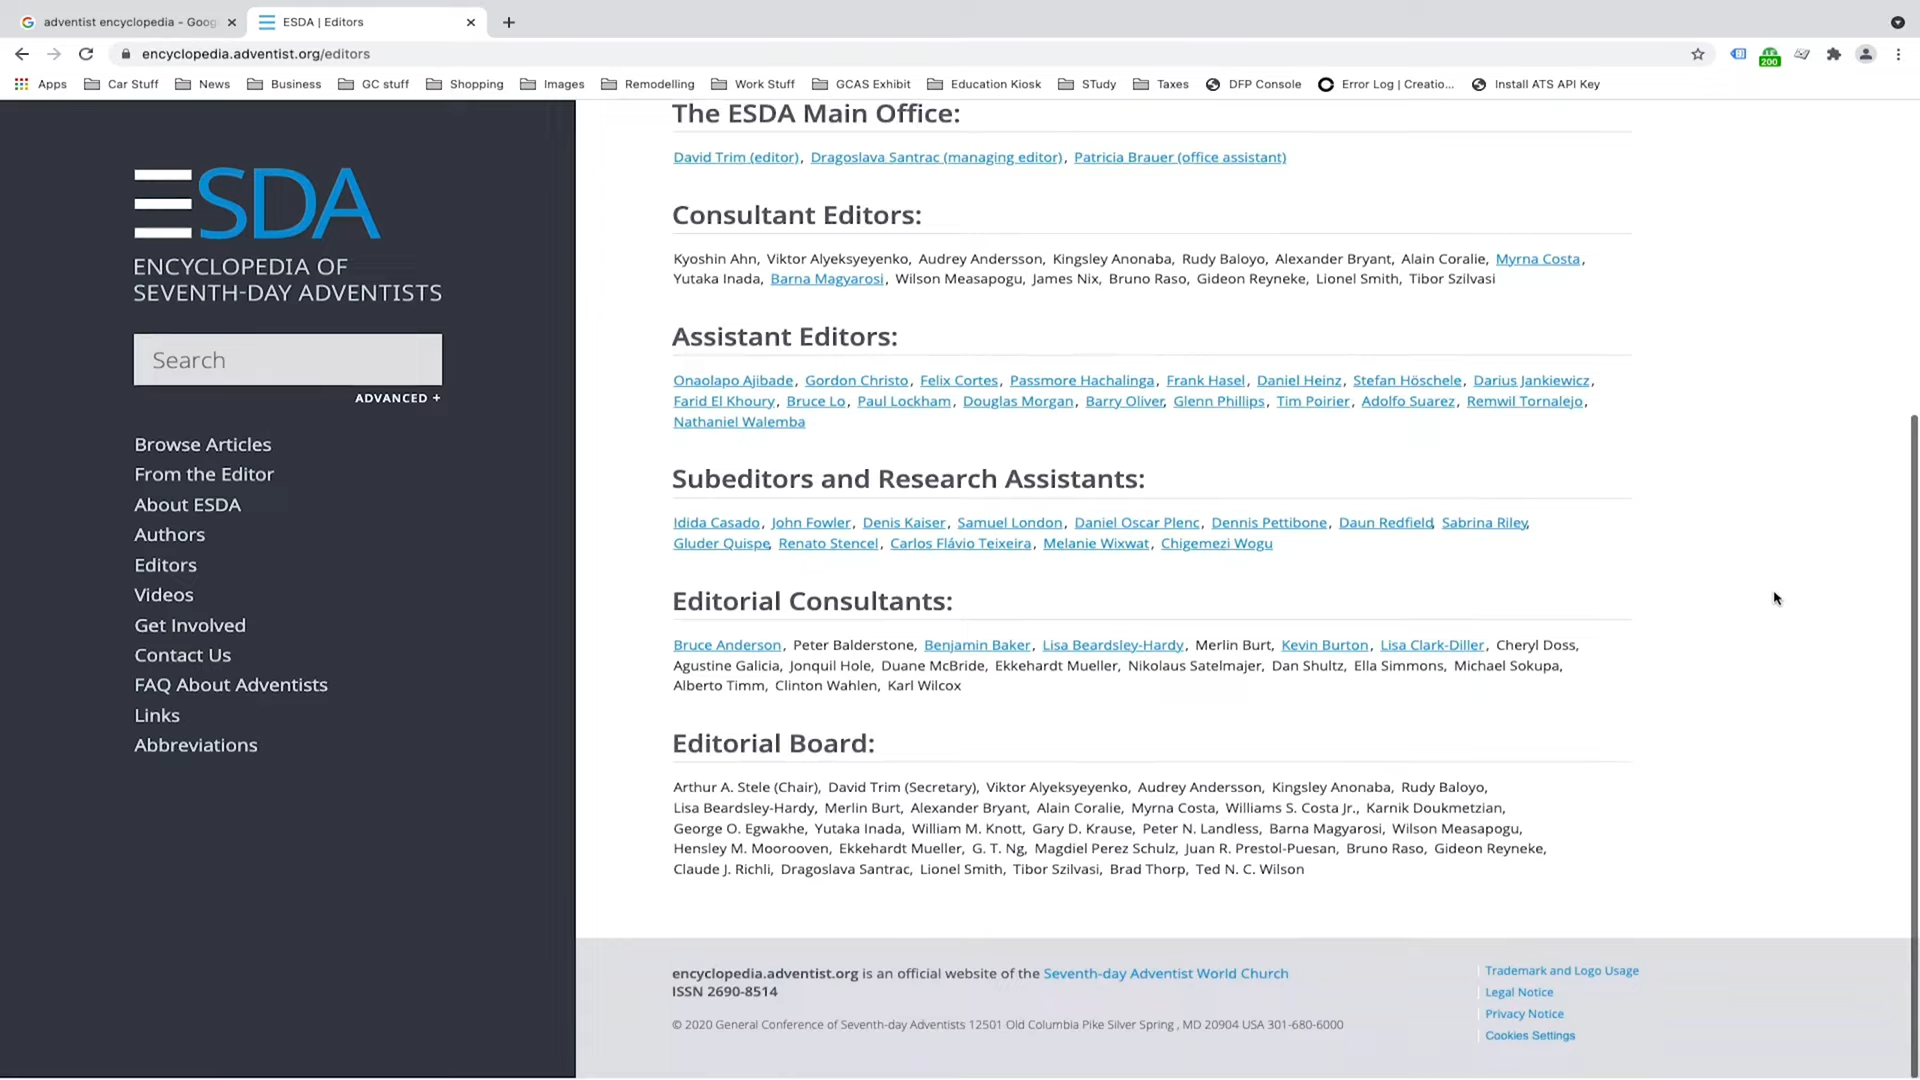 adventist encyclopedia - Goog
ESDA | Editors
encyclopedia.adventist.org/editors
200
Apps
Car Stuff
News
Business
GC stuff
Shopping
Images
Remodelling
Work Stuff
GCAS Exhibit
Education Kiosk
STudy
Taxes
DFP Console
Error Log | Creatio...
Install ATS API Key
ESDA
ENCYCLOPEDIA OF
SEVENTH-DAY ADVENTISTS
Search
ADVANCED +
Browse Articles
From the Editor
About ESDA
Authors
Editors
Videos
Get Involved
Contact Us
FAQ About Adventists
Links
Abbreviations
The ESDA Main Office:
David Trim (editor), Dragoslava Santrac (managing editor), Patricia Brauer (office assistant)
Consultant Editors:
Kyoshin Ahn, Viktor Alyeksyeyenko, Audrey Andersson, Kingsley Anonaba, Rudy Baloyo, Alexander Bryant, Alain Coralie, Myrna Costa,
Yutaka Inada, Barna Magyarosi, Wilson Measapogu, James Nix, Bruno Raso, Gideon Reyneke, Lionel Smith, Tibor Szilvasi
Assistant Editors:
Onaolapo Ajibade, Gordon Christo, Felix Cortes, Passmore Hachalinga, Frank Hasel, Daniel Heinz, Stefan Höschele, Darius Jankiewicz,
Farid El Khoury, Bruce Lo, Paul Lockham, Douglas Morgan, Barry Oliver, Glenn Phillips, Tim Poirier, Adolfo Suarez, Remwil Tornalejo,
Nathaniel Walemba
Subeditors and Research Assistants:
Idida Casado, John Fowler, Denis Kaiser, Samuel London, Daniel Oscar Plenc, Dennis Pettibone, Daun Redfield, Sabrina Riley,
Gluder Quispe, Renato Stencel, Carlos Flávio Teixeira, Melanie Wixwat, Chigemezi Wogu
Editorial Consultants:
Bruce Anderson, Peter Balderstone, Benjamin Baker, Lisa Beardsley-Hardy, Merlin Burt, Kevin Burton, Lisa Clark-Diller, Cheryl Doss,
Agustine Galicia, Jonquil Hole, Duane McBride, Ekkehardt Mueller, Nikolaus Satelmajer, Dan Shultz, Ella Simmons, Michael Sokupa,
Alberto Timm, Clinton Wahlen, Karl Wilcox
Editorial Board:
Arthur A. Stele (Chair), David Trim (Secretary), Viktor Alyeksyeyenko, Audrey Andersson, Kingsley Anonaba, Rudy Baloyo,
Lisa Beardsley-Hardy, Merlin Burt, Alexander Bryant, Alain Coralie, Myrna Costa, Williams S. Costa Jr., Karnik Doukmetzian,
George O. Egwakhe, Yutaka Inada, William M. Knott, Gary D. Krause, Peter N. Landless, Barna Magyarosi, Wilson Measapogu,
Hensley M. Moorooven, Ekkehardt Mueller, G. T. Ng, Magdiel Perez Schulz, Juan R. Prestol-Puesan, Bruno Raso, Gideon Reyneke,
Claude J. Richli, Dragoslava Santrac, Lionel Smith, Tibor Szilvasi, Brad Thorp, Ted N. C. Wilson
encyclopedia.adventist.org is an official website of the Seventh-day Adventist World Church
ISSN 2690-8514
© 2020 General Conference of Seventh-day Adventists 12501 Old Columbia Pike Silver Spring , MD 20904 USA 301-680-6000
Trademark and Logo Usage
Legal Notice
Privacy Notice
Cookies Settings